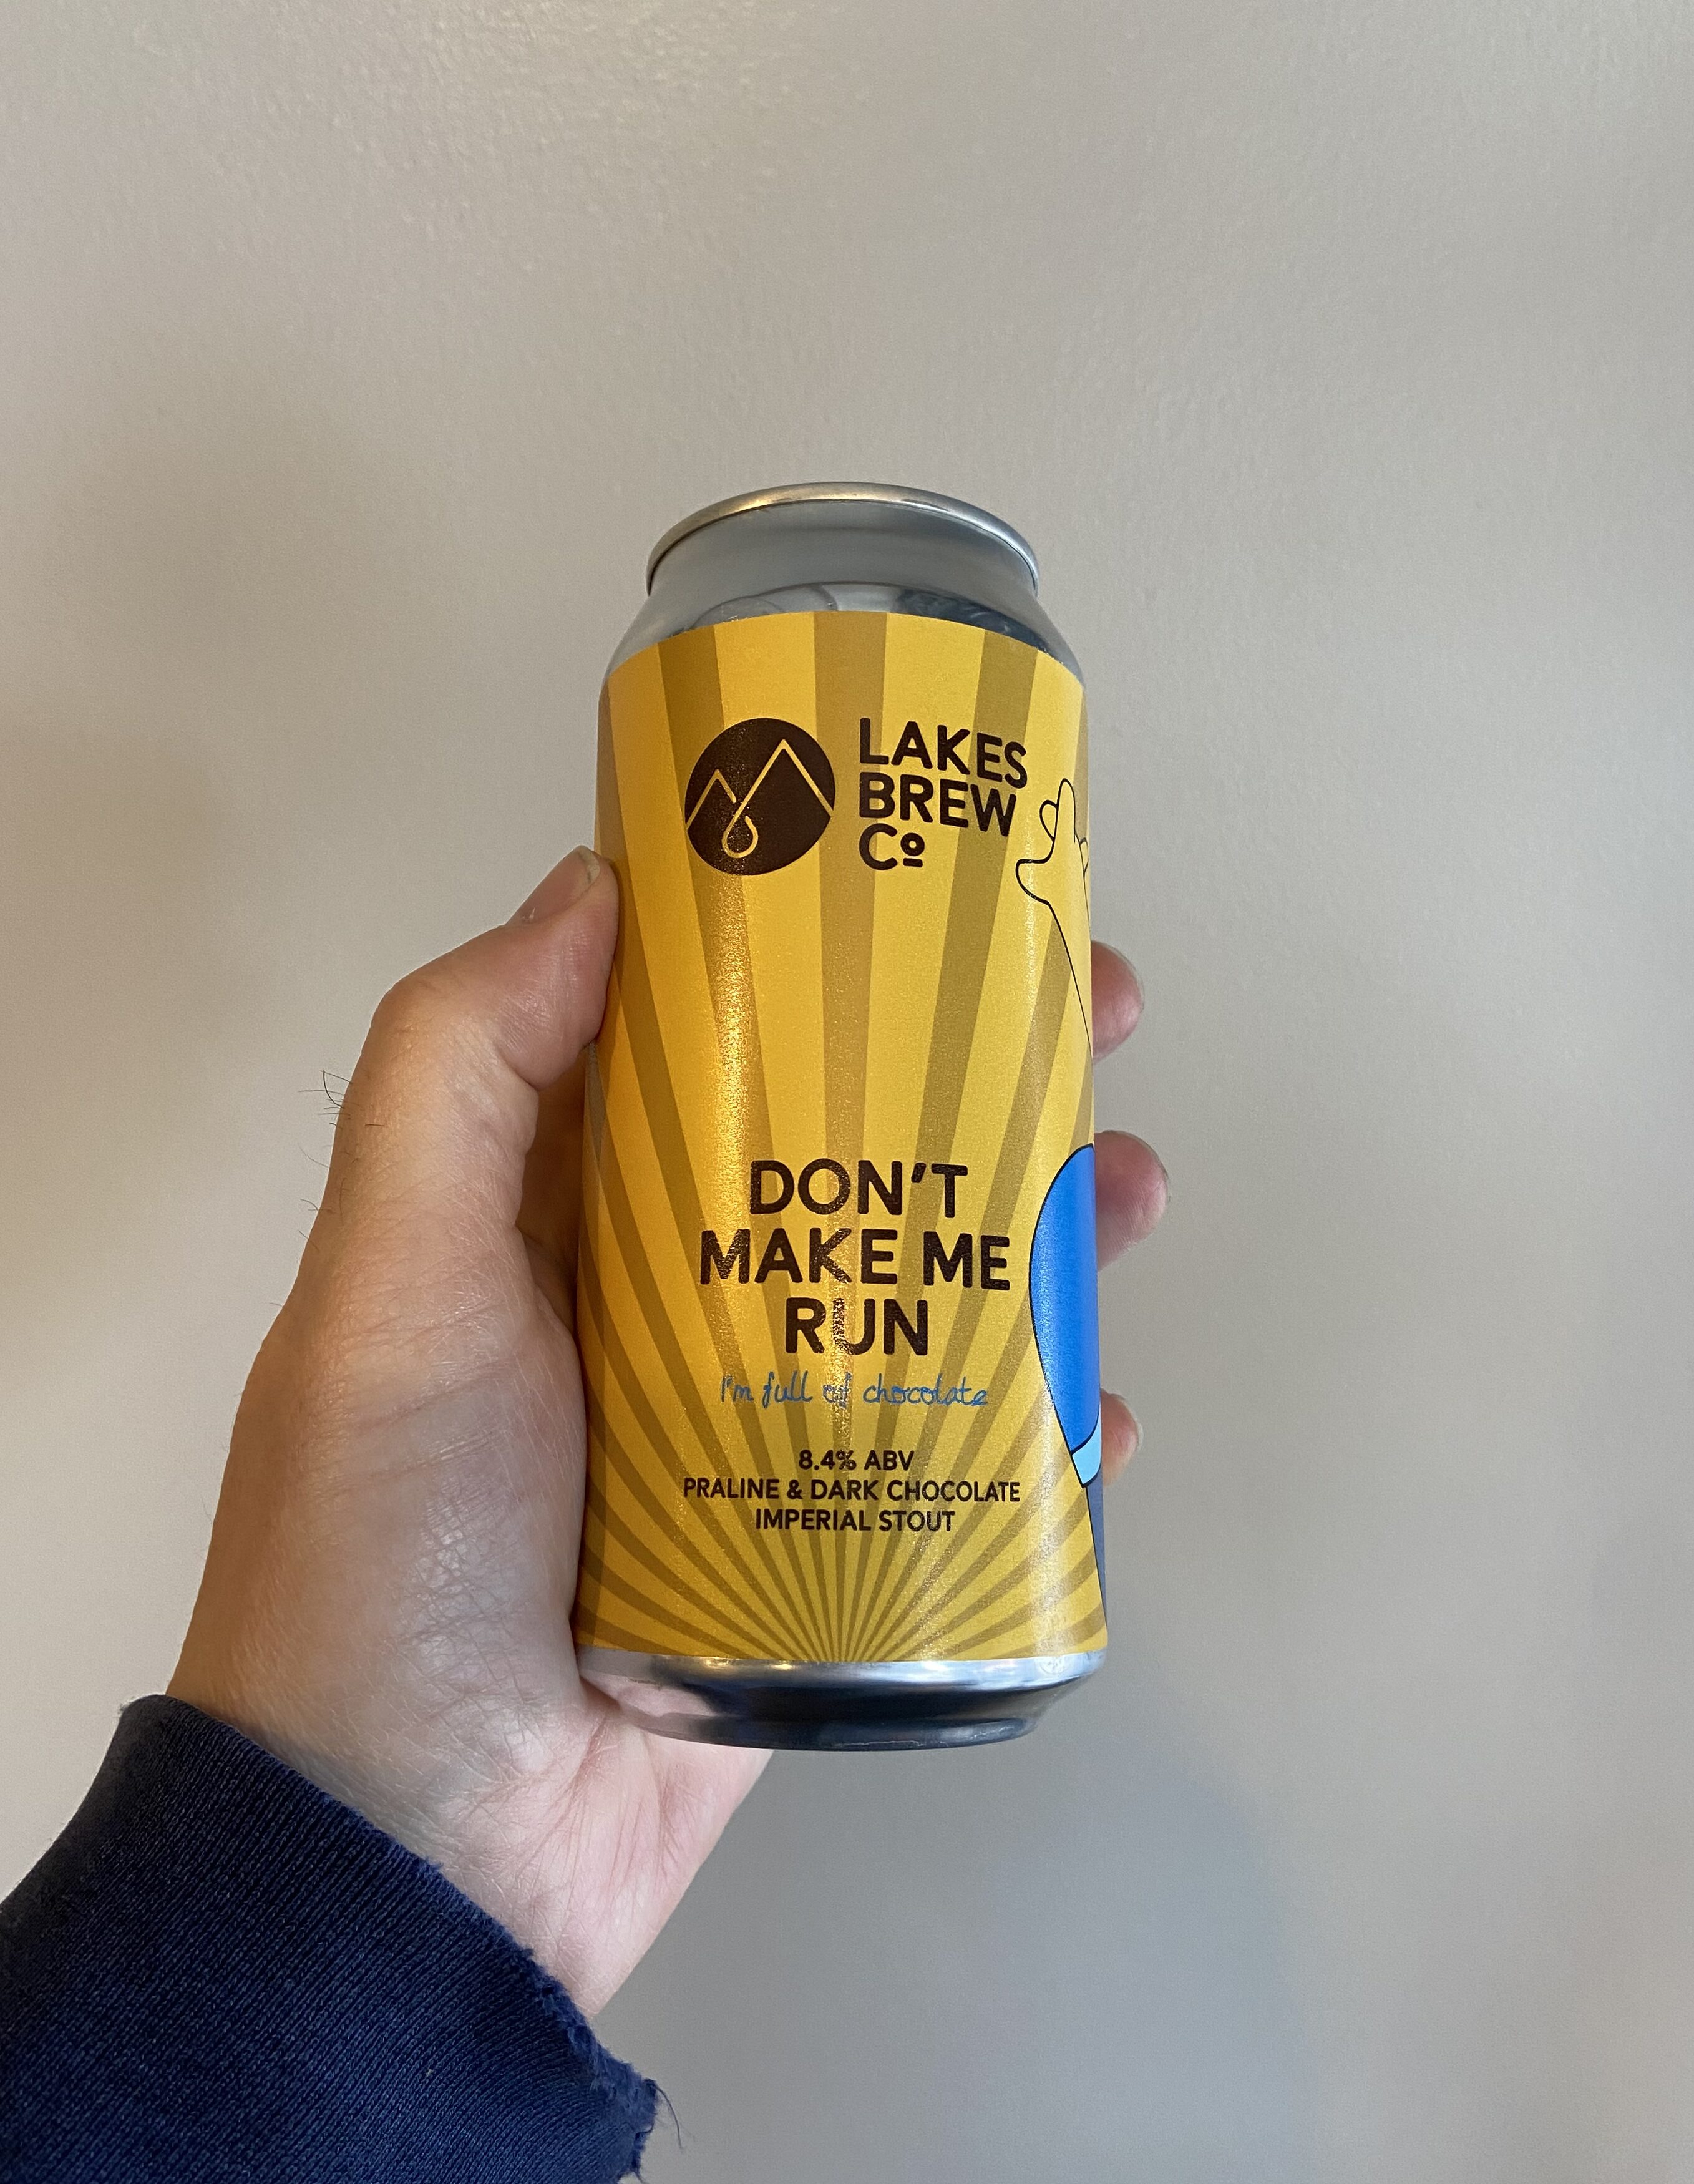 LAKES
BREW
Cº
DON'T
MAKE ME
RUN
I'm full of chocolate
8.4% ABV
PRALINE & DARK CHOCOLATE
IMPERIAL STOUT